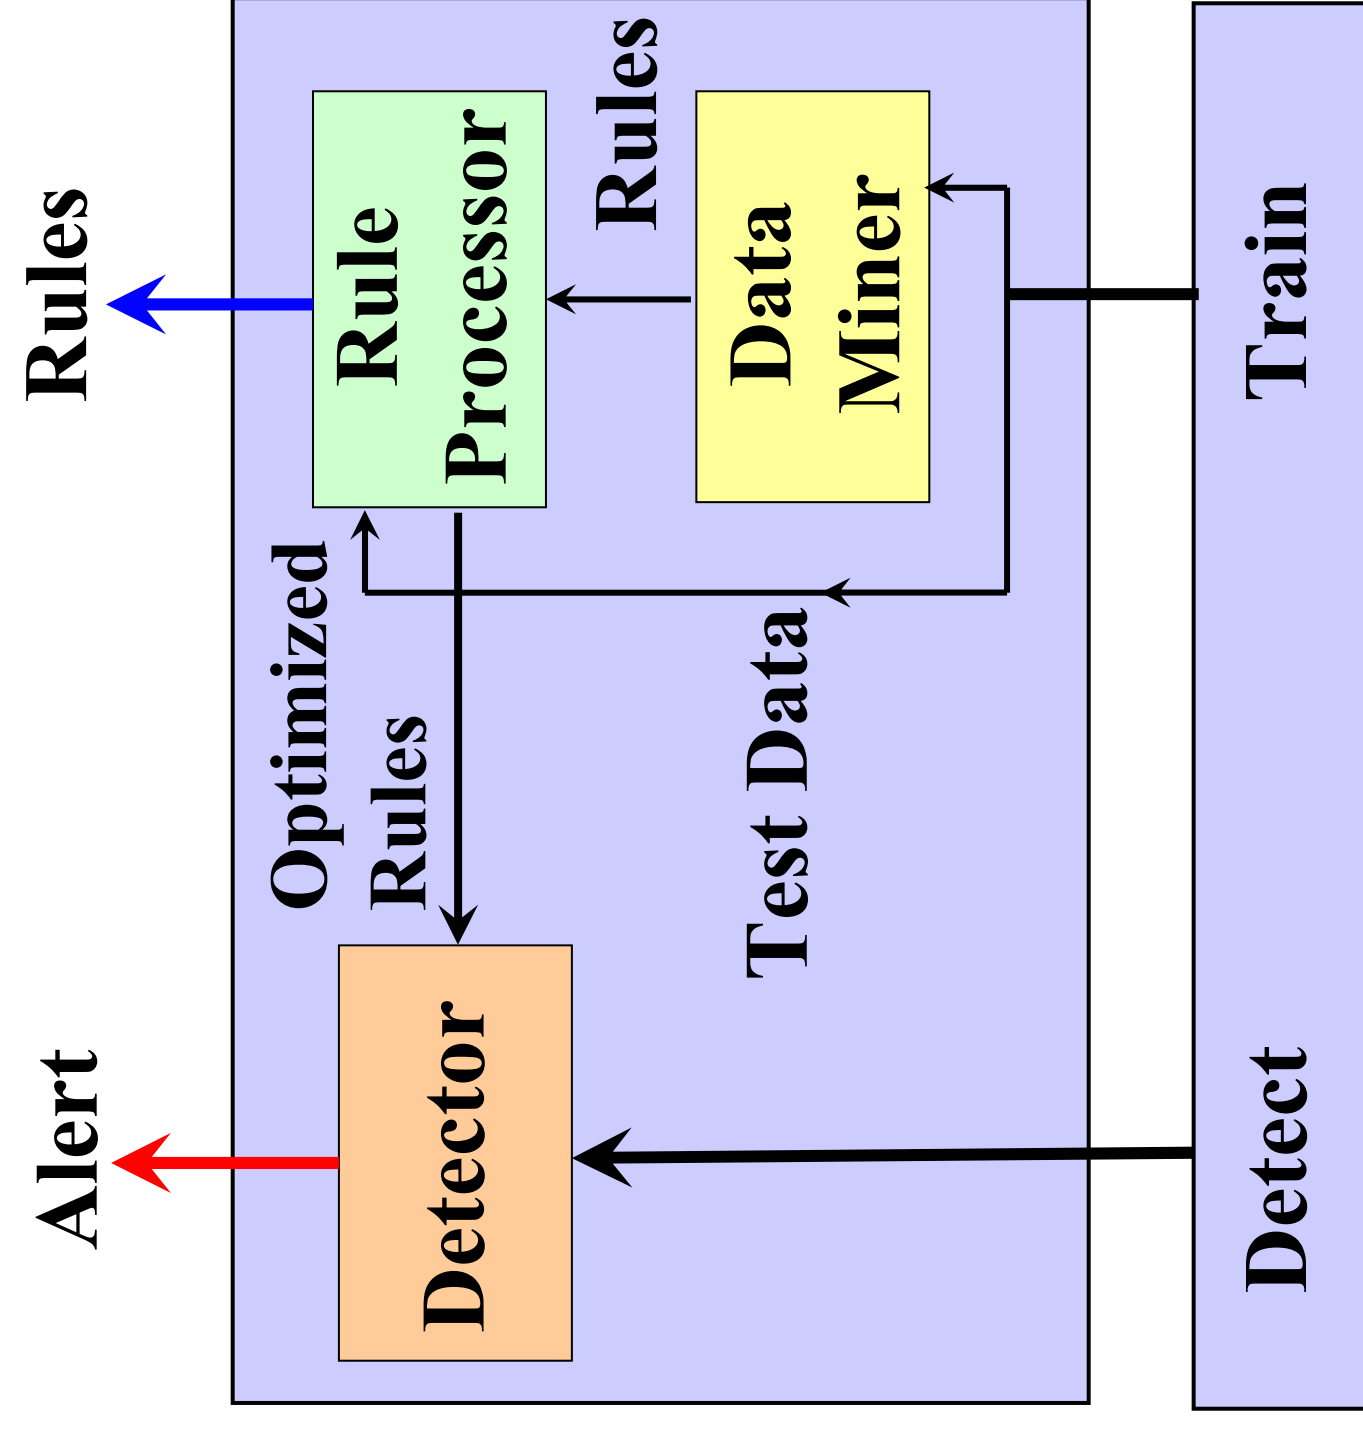 Alert
Rules
Optimized
Rules
Rule
Processor
Detector
Rules
Test Data
Data
Miner
Detect
Train